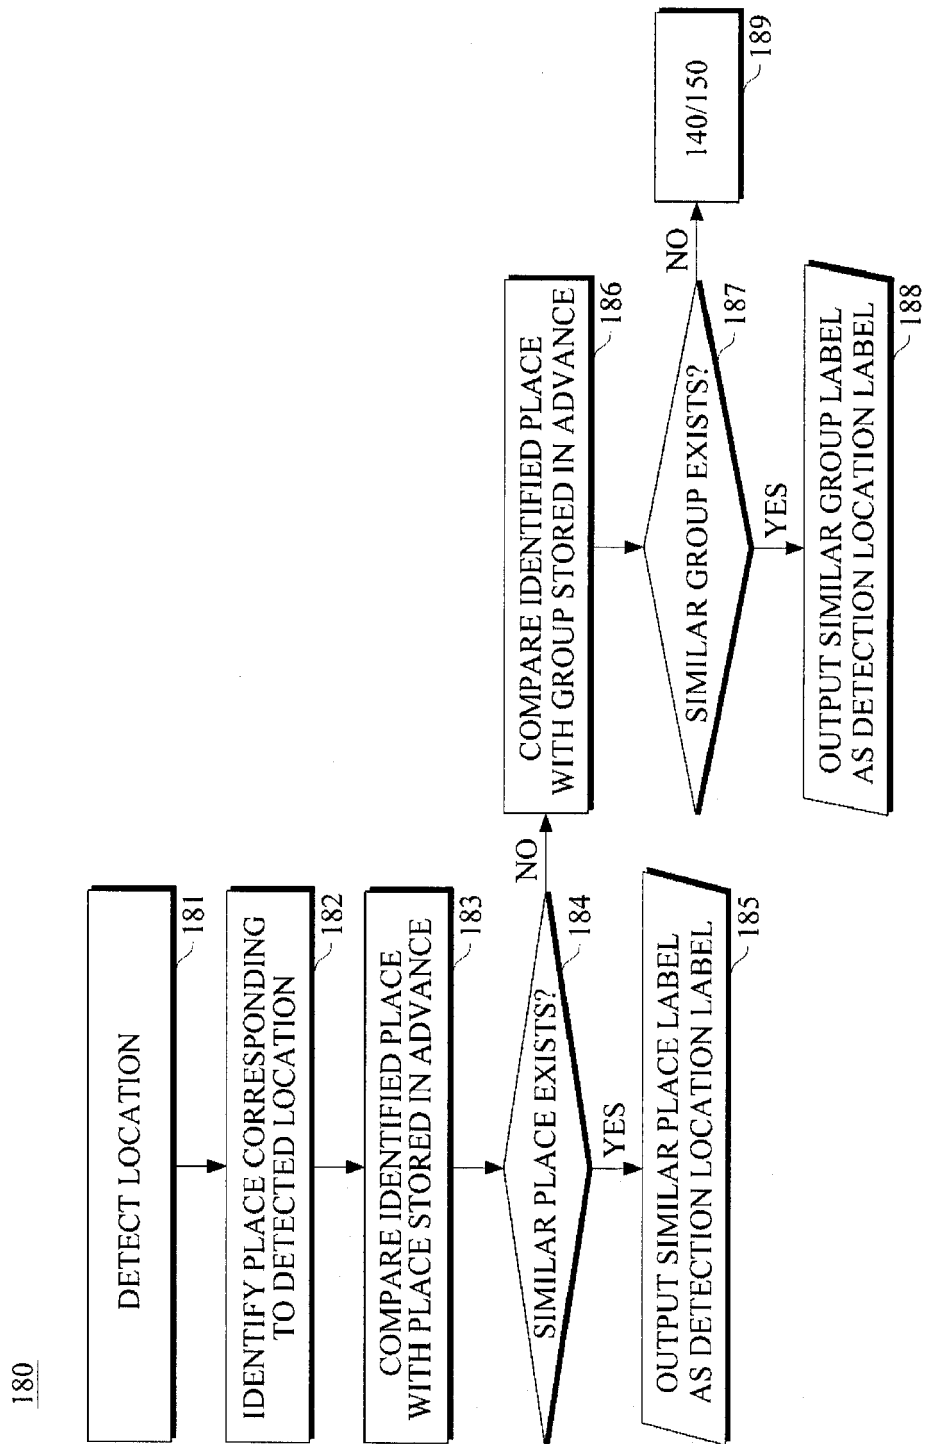 180
DETECT LOCATION
181
IDENTIFY PLACE CORRESPONDING
TO DETECTED LOCATION
182
COMPARE IDENTIFIED PLACE
WITH PLACE STORED IN ADVANCE
183
SIMILAR PLACE EXISTS?
184
NO
YES
OUTPUT SIMILAR PLACE LABEL
AS DETECTION LOCATION LABEL
185
COMPARE IDENTIFIED PLACE
WITH GROUP STORED IN ADVANCE
186
SIMILAR GROUP EXISTS?
187
NO
YES
OUTPUT SIMILAR GROUP LABEL
AS DETECTION LOCATION LABEL
188
140/150
189